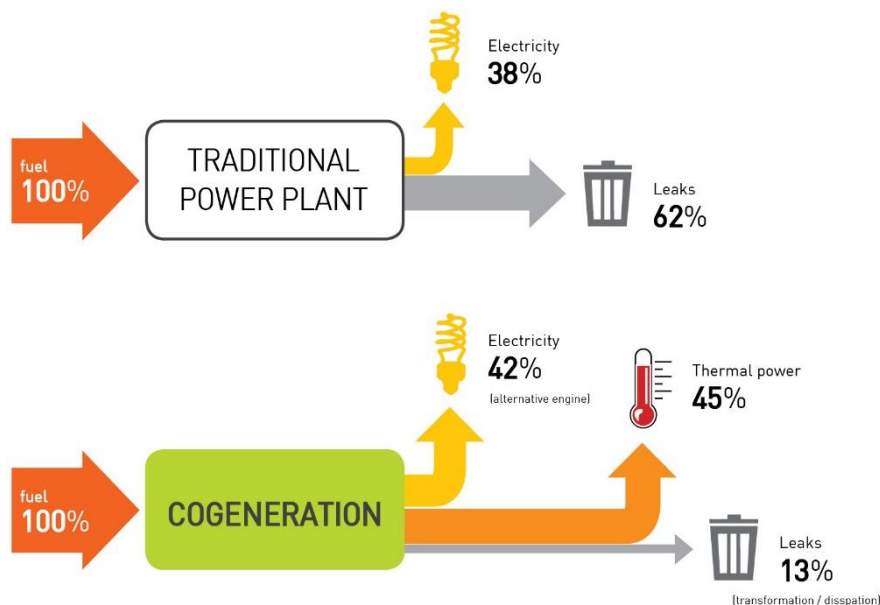 Electricity
38%
fuel
100%
TRADITIONAL
POWER PLANT
Leaks
62%
Electricity
42%
(alternative engine)
Thermal power
45%
fuel
100%
COGENERATION
Leaks
13%
(transformation / disspation)